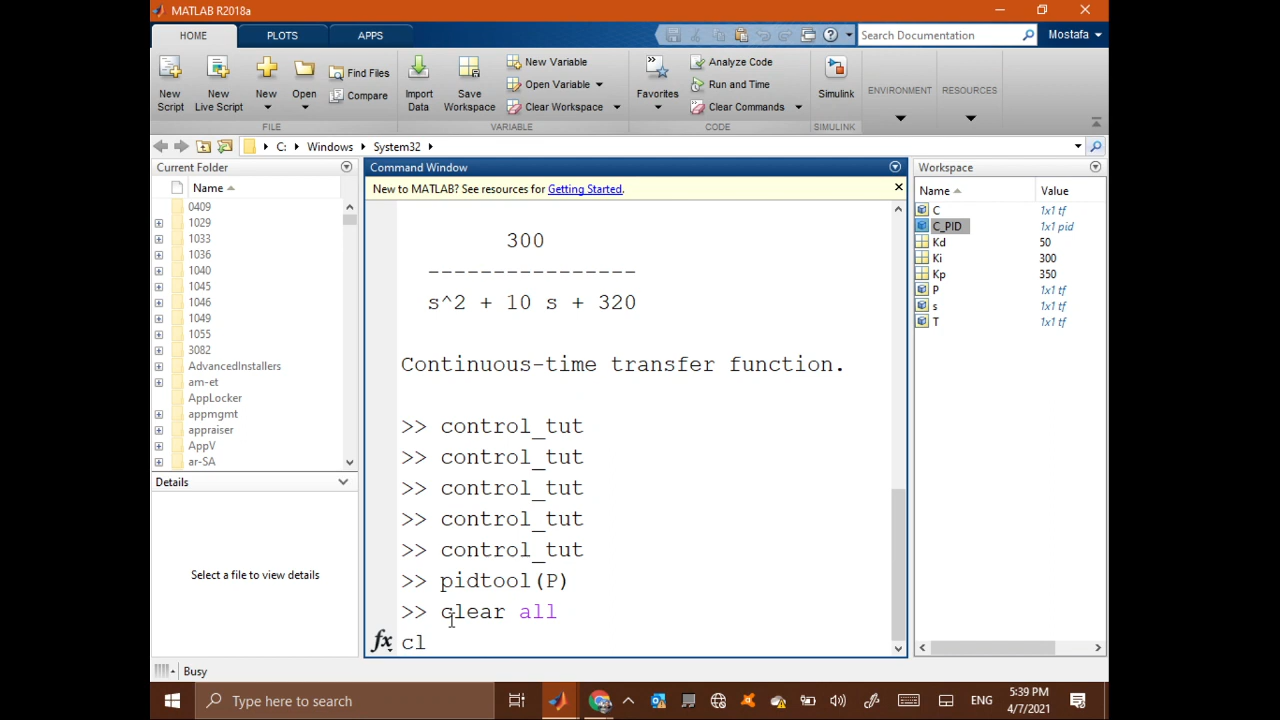 MATLAB R2018a
HOME PLOTS APPS Search Documentation Mostafa
New Script
New Live Script
New
Open
Find Files
Compare
FILE
Import Data
Save Workspace
New Variable
Open Variable
Clear Workspace
VARIABLE
Favorites
Analyze Code
Run and Time
Clear Commands
CODE
Simulink
SIMULINK
ENVIRONMENT
RESOURCES
C: Windows System32
Current Folder
Name
0409
1029
1033
1036
1040
1045
1046
1049
1055
3082
AdvancedInstallers
am-et
AppLocker
appmgmt
appraiser
AppV
ar-SA
Details
Select a file to view details
Command Window
New to MATLAB? See resources for Getting Started.
300
----------------
s^2 + 10 s + 320
Continuous-time transfer function.
>> control_tut
>> control_tut
>> control_tut
>> control_tut
>> control_tut
>> pidtool(P)
>> clear all
fx cl
Workspace
Name Value
C 1x1 tf
C_PID 1x1 pid
Kd 50
Ki 300
Kp 350
P 1x1 tf
s 1x1 tf
T 1x1 tf
Busy
Type here to search
ENG
5:39 PM
4/7/2021